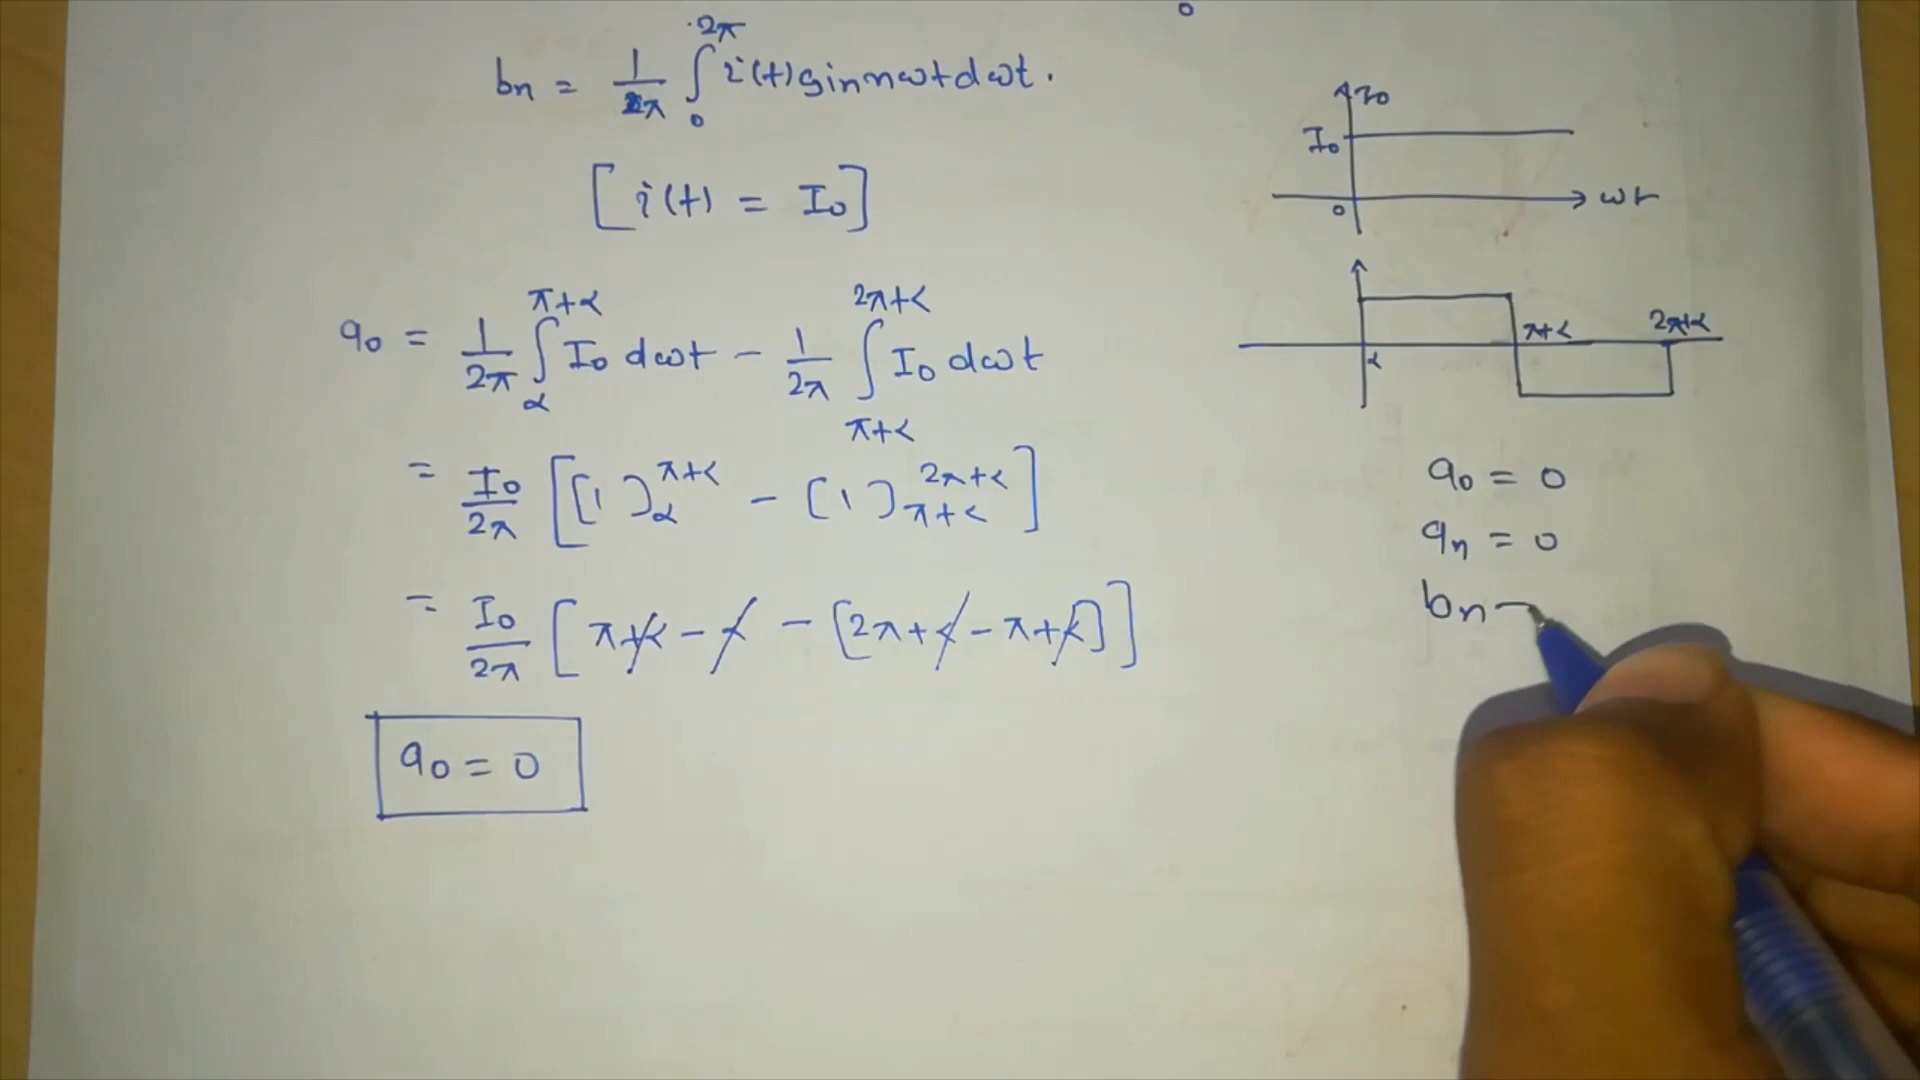 bn = 1/π ∫₀^2π i(t) sin nωt dωt.
[i(t) = I₀]
a₀ = 1/2π ∫_α^π+α I₀ dωt - 1/2π ∫_π+α^2π+α I₀ dωt
= I₀/2π [[1]_α^π+α - [1]_π+α^2π+α]
= I₀/2π [π+α-α - [2π+α-π+α]]
a₀ = 0
I₀
0
ωt
α
π+α
2π+α
a₀ = 0
aₙ = 0
bn